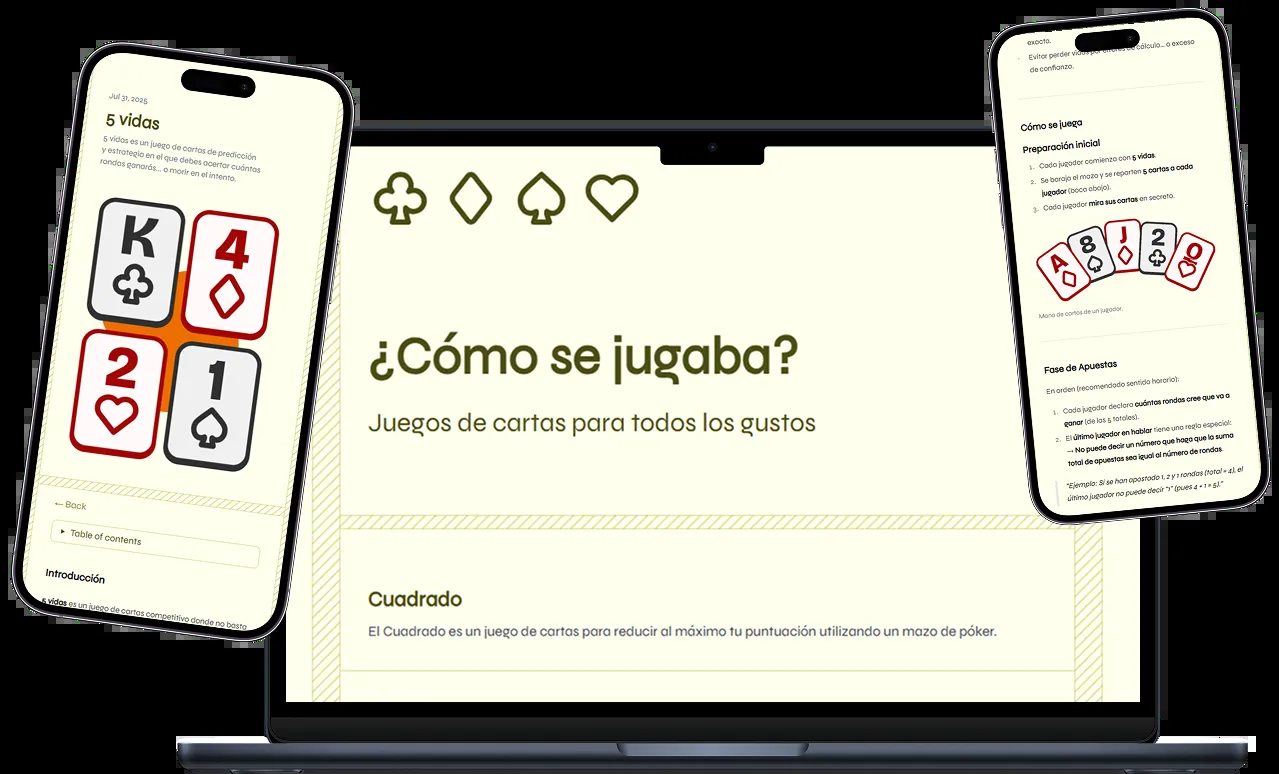 Jul 31, 2025
5 vidas
5 vidas es un juego de cartas de predicción
y estrategia en el que debes acertar cuántas
rondas ganarás... o morir en el intento.
K
4
2
1
← Back
▸ Table of contents
Introducción
5 vidas es un juego de cartas competitivo donde no basta
¿Cómo se jugaba?
Juegos de cartas para todos los gustos
Cuadrado
El Cuadrado es un juego de cartas para reducir al máximo tu puntuación utilizando un mazo de póker.
exacto.
Evitar perder vidas por errores de cálculo... o exceso
de confianza.
Cómo se juega
Preparación inicial
1. Cada jugador comienza con 5 vidas.
2. Se baraja el mazo y se reparten 5 cartas a cada
jugador (boca abajo).
3. Cada jugador mira sus cartas en secreto.
A
8
J
2
Q
Mano de cartas de un jugador.
Fase de Apuestas
En orden (recomendado sentido horario):
1. Cada jugador declara cuántas rondas cree que va a
ganar (de las 5 totales).
2. El último jugador en hablar tiene una regla especial:
→ No puede decir un número que haga que la suma
total de apuestas sea igual al número de rondas.
"Ejemplo: Si se han apostado 1, 2 y 1 rondas (total = 4), el
último jugador no puede decir "1" (pues 4 + 1 = 5)."